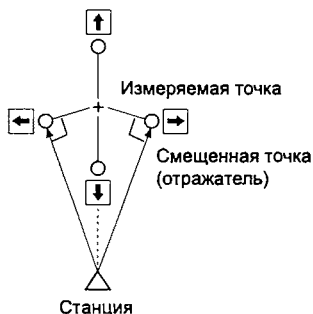 Измеряемая точка
Смещенная точка
(отражатель)
Станция